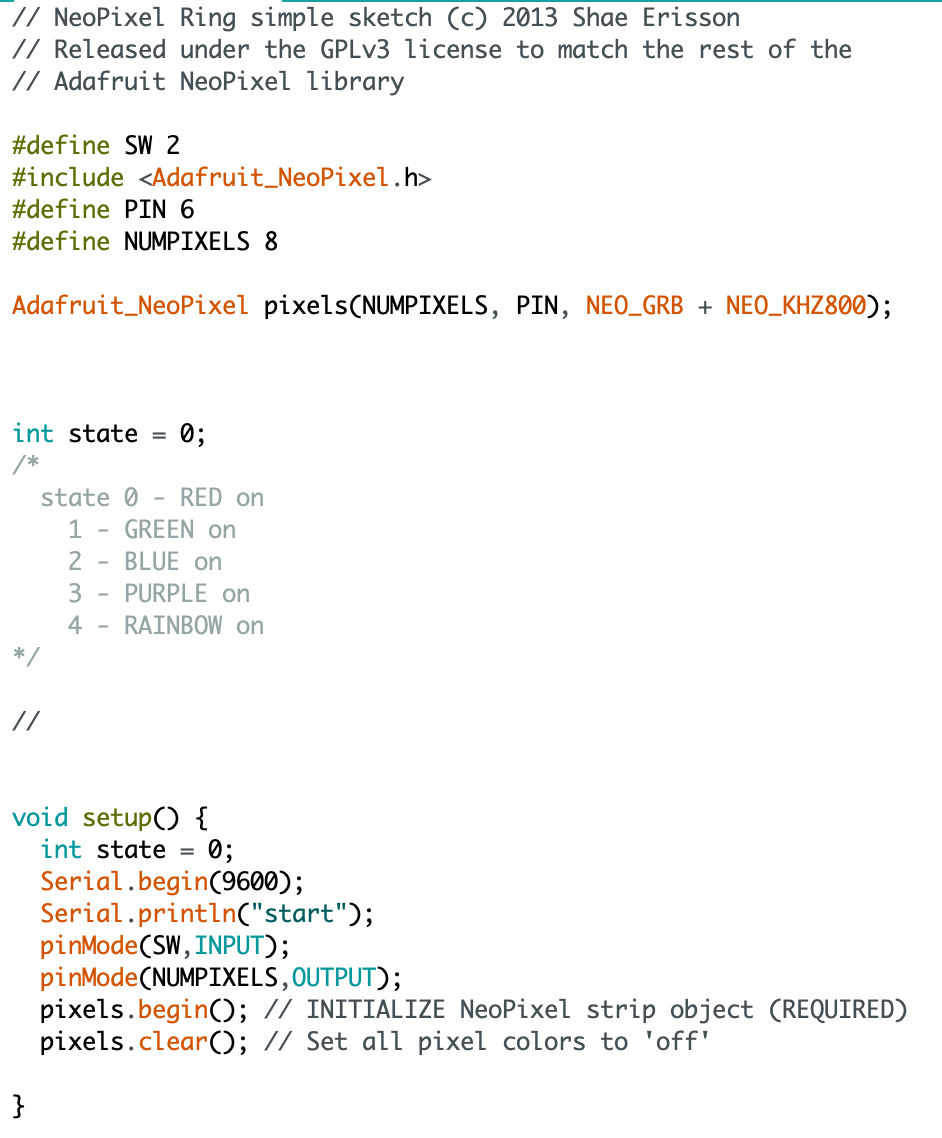 // NeoPixel Ring simple sketch (c) 2013 Shae Erisson
// Released under the GPLv3 license to match the rest of the
// Adafruit NeoPixel library
#define SW 2
#include <Adafruit_NeoPixel.h>
#define PIN 6
#define NUMPIXELS 8
Adafruit_NeoPixel pixels(NUMPIXELS, PIN, NEO_GRB + NEO_KHZ800);
int state = 0;
/*
  state 0 - RED on
    1 - GREEN on
    2 - BLUE on
    3 - PURPLE on
    4 - RAINBOW on
*/
//
void setup() {
  int state = 0;
  Serial.begin(9600);
  Serial.println("start");
  pinMode(SW,INPUT);
  pinMode(NUMPIXELS,OUTPUT);
  pixels.begin(); // INITIALIZE NeoPixel strip object (REQUIRED)
  pixels.clear(); // Set all pixel colors to 'off'
}